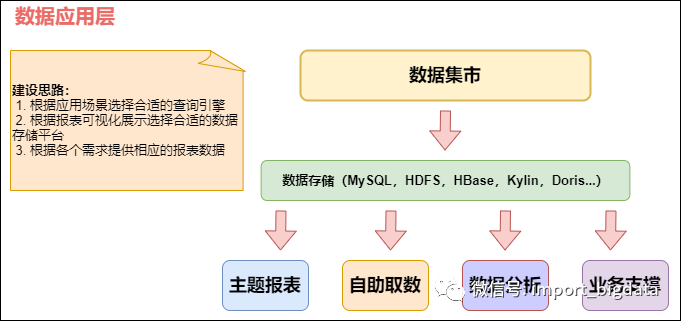 数据应用层
建设思路：
1. 根据应用场景选择合适的查询引擎
2. 根据报表可视化展示选择合适的数据
存储平台
3. 根据各个需求提供相应的报表数据
数据集市
数据存储（MySQL，HDFS，HBase，Kylin，Doris...）
主题报表
自助取数
数据分析
业务支撑
微信号: import_bigdata